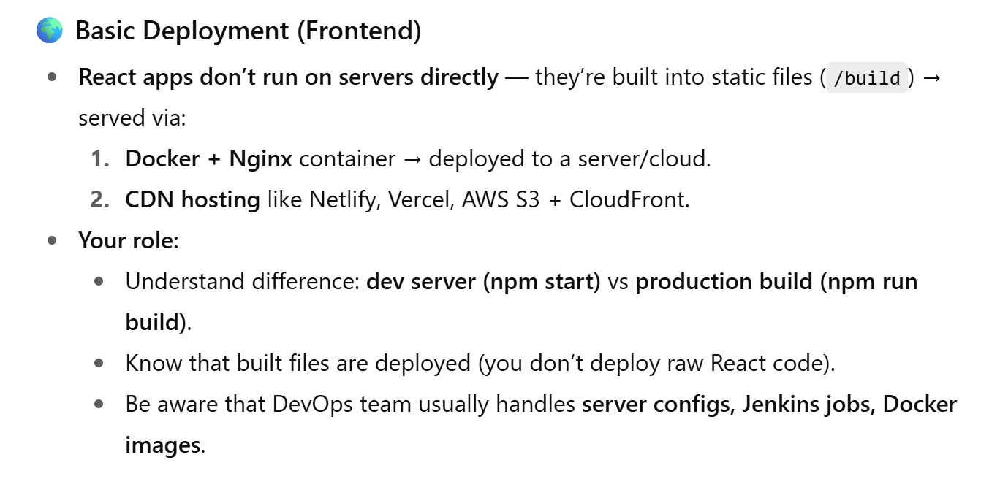 🌍 Basic Deployment (Frontend)
• React apps don’t run on servers directly — they’re built into static files ( /build ) →
served via:
1. Docker + Nginx container → deployed to a server/cloud.
2. CDN hosting like Netlify, Vercel, AWS S3 + CloudFront.
• Your role:
• Understand difference: dev server (npm start) vs production build (npm run
build).
• Know that built files are deployed (you don’t deploy raw React code).
• Be aware that DevOps team usually handles server configs, Jenkins jobs, Docker
images.